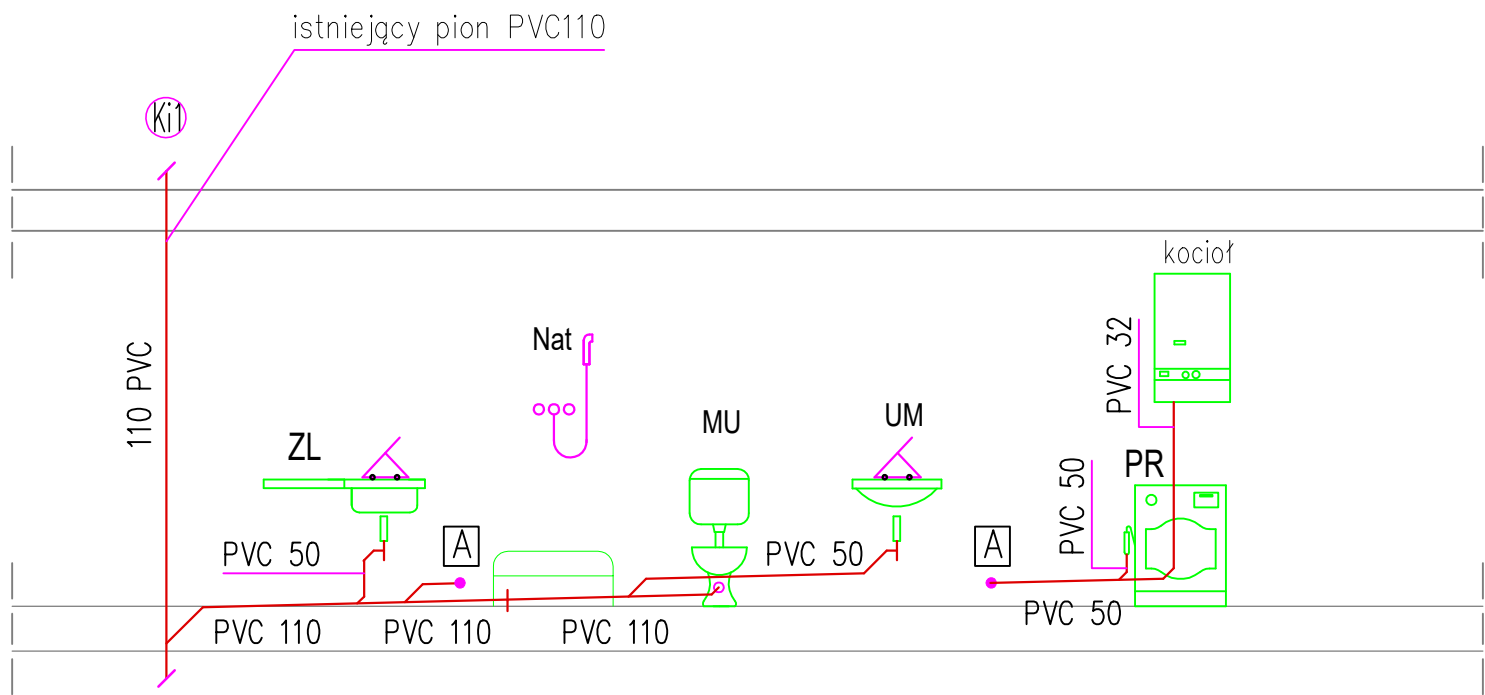 istniejący pion PVC110
Ki1
kocioł
110 PVC
Nat
PVC 32
ZL
MU
UM
PR
PVC 50
A
PVC 50
A
PVC 50
PVC 110
PVC 110
PVC 110
PVC 50